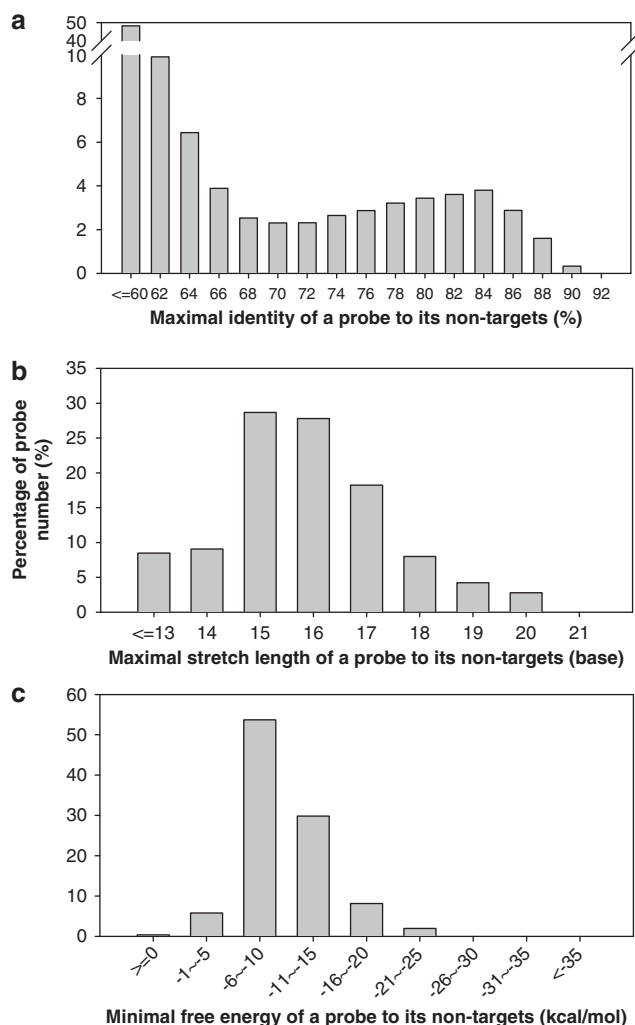 a
50
40
10
8
6
4
2
0
<=60 62 64 66 68 70 72 74 76 78 80 82 84 86 88 90 92
Maximal identity of a probe to its non-targets (%)
b
35
30
25
20
15
10
5
0
Percentage of probe
number (%)
<=13 14 15 16 17 18 19 20 21
Maximal stretch length of a probe to its non-targets (base)
c
60
50
40
30
20
10
0
>=0 -1~-5 -6~-10 -11~-15 -16~-20 -21~-25 -26~-30 -31~-35 <-35
Minimal free energy of a probe to its non-targets (kcal/mol)